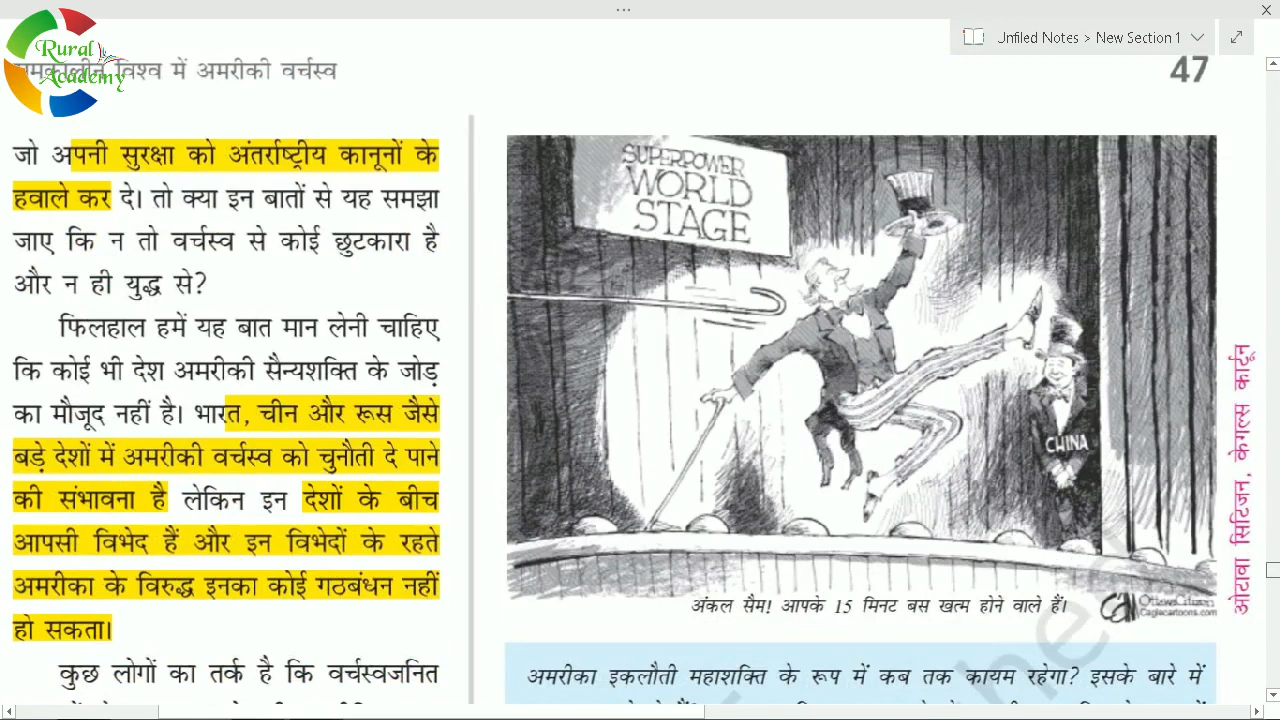 Rural
Academy
Unfiled Notes > New Section 1
समकालीन विश्व में अमरीकी वर्चस्व
47
जो अपनी सुरक्षा को अंतर्राष्ट्रीय कानूनों के
हवाले कर दे। तो क्या इन बातों से यह समझा
जाए कि न तो वर्चस्व से कोई छुटकारा है
और न ही युद्ध से?
फिलहाल हमें यह बात मान लेनी चाहिए
कि कोई भी देश अमरीकी सैन्यशक्ति के जोड़
का मौजूद नहीं है। भारत, चीन और रूस जैसे
बड़े देशों में अमरीकी वर्चस्व को चुनौती दे पाने
की संभावना है लेकिन इन देशों के बीच
आपसी विभेद हैं और इन विभेदों के रहते
अमरीका के विरुद्ध इनका कोई गठबंधन नहीं
हो सकता।
कुछ लोगों का तर्क है कि वर्चस्वजनित
SUPERPOWER
WORLD
STAGE
CHINA
अंकल सैम! आपके 15 मिनट बस खत्म होने वाले हैं।
OttawaCitizen
Caglecartoons.com
ओटावा सिटिजन, केगल्स कार्टून
अमरीका इकलौती महाशक्ति के रूप में कब तक कायम रहेगा? इसके बारे में